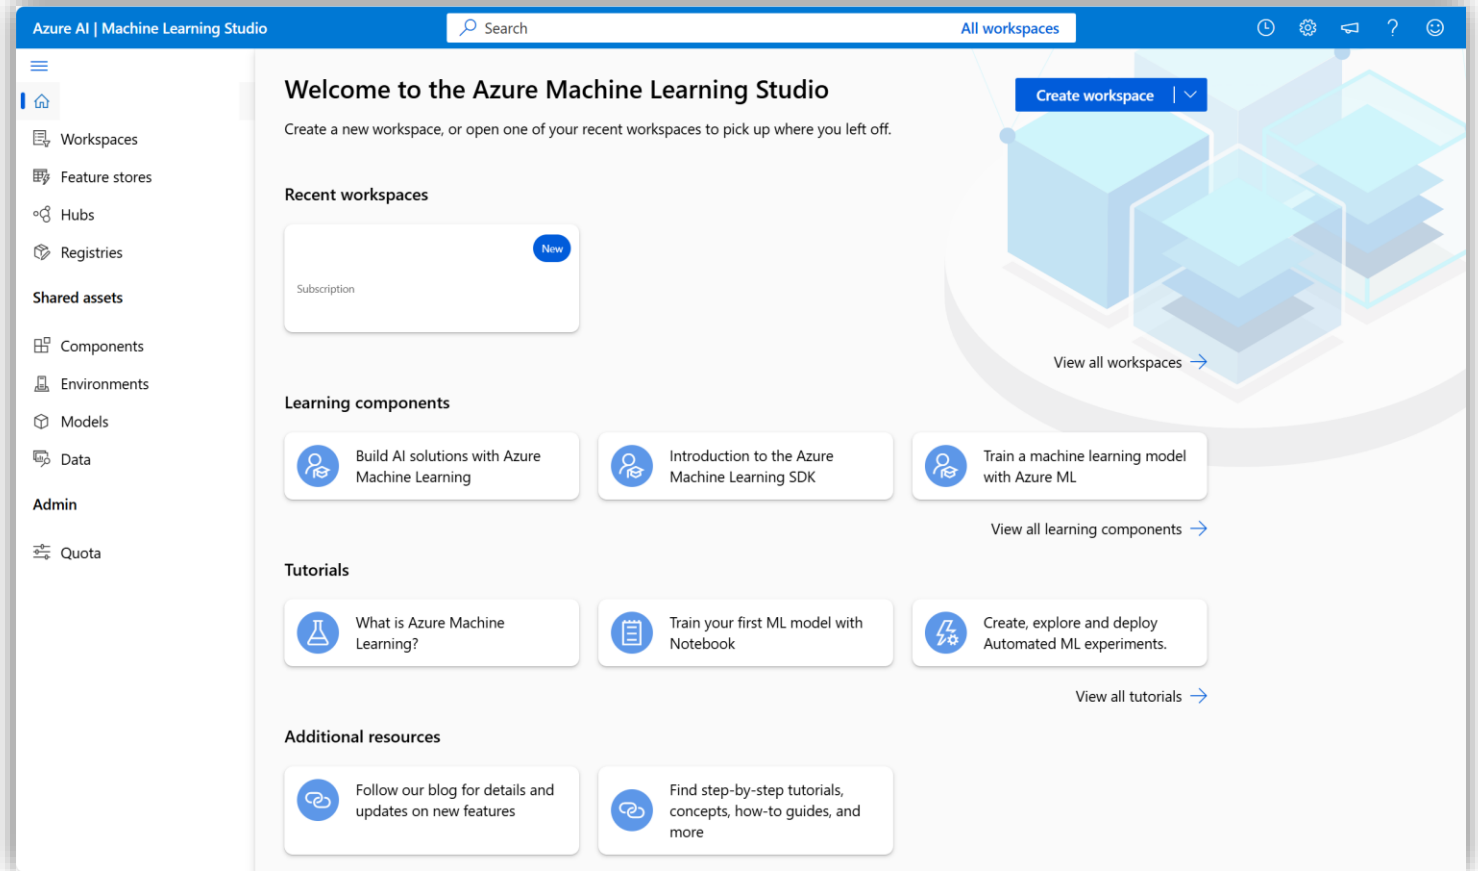 Azure AI | Machine Learning Studio
Search
All workspaces
Workspaces
Feature stores
Hubs
Registries
Shared assets
Components
Environments
Models
Data
Admin
Quota
Welcome to the Azure Machine Learning Studio
Create workspace
Create a new workspace, or open one of your recent workspaces to pick up where you left off.
Recent workspaces
New
Subscription
View all workspaces
Learning components
Build AI solutions with Azure
Machine Learning
Introduction to the Azure
Machine Learning SDK
Train a machine learning model
with Azure ML
View all learning components
Tutorials
What is Azure Machine
Learning?
Train your first ML model with
Notebook
Create, explore and deploy
Automated ML experiments.
View all tutorials
Additional resources
Follow our blog for details and
updates on new features
Find step-by-step tutorials,
concepts, how-to guides, and
more